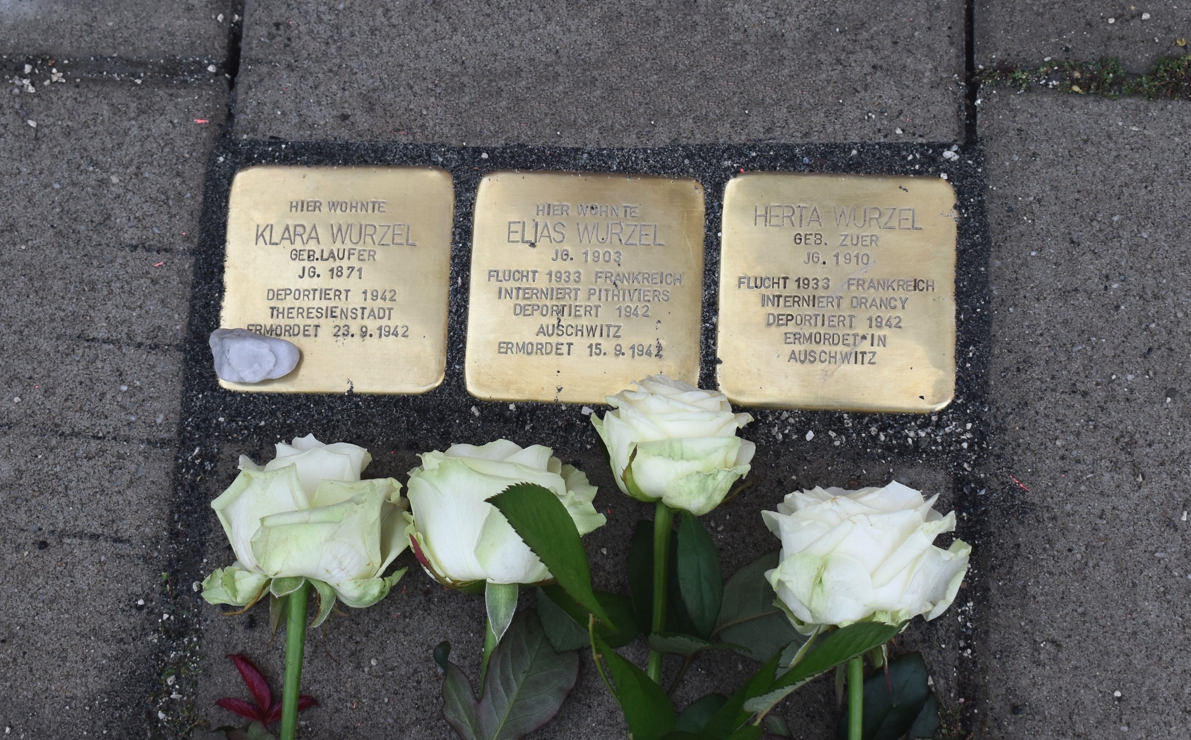 HIER WOHNTE
KLARA WURZEL
GEB. LAUFER
JG. 1871
DEPORTIERT 1942
THERESIENSTADT
ERMORDET 23.9.1942
HIER WOHNTE
ELIAS WURZEL
JG. 1903
FLUCHT 1933 FRANKREICH
INTERNIERT PITHIVIERS
DEPORTIERT 1942
AUSCHWITZ
ERMORDET 15.9.1942
HERTA WURZEL
GEB. ZUER
JG. 1910
FLUCHT 1933 FRANKREICH
INTERNIERT DRANCY
DEPORTIERT 1942
ERMORDET IN
AUSCHWITZ